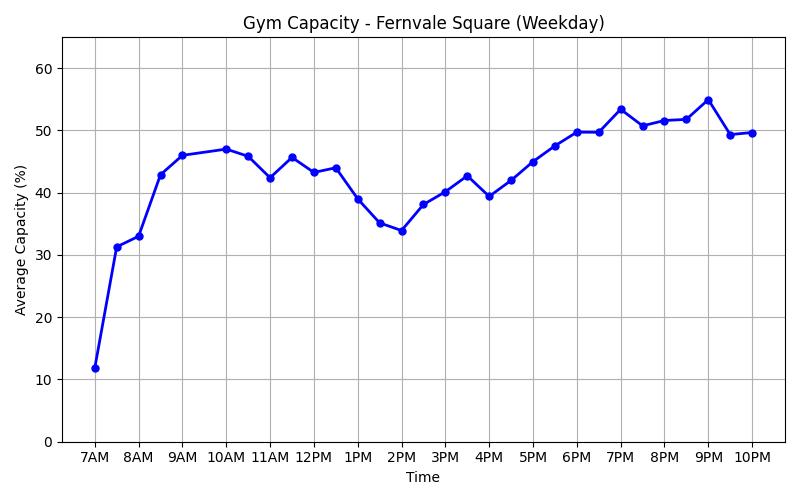 Gym Capacity - Fernvale Square (Weekday)
Average Capacity (%)
60
50
40
30
20
10
0
7AM 8AM 9AM 10AM 11AM 12PM 1PM 2PM 3PM 4PM 5PM 6PM 7PM 8PM 9PM 10PM
Time